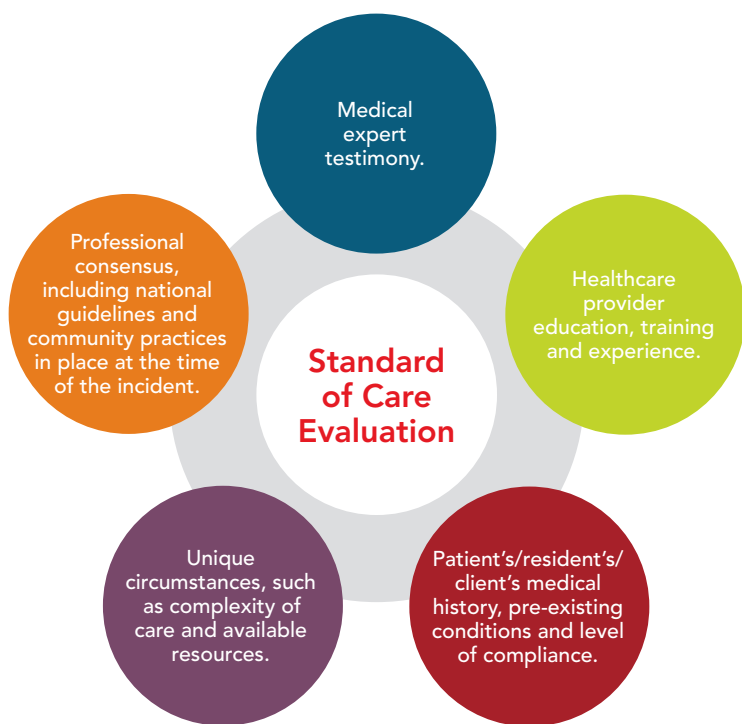 Medical
expert
testimony.
Professional
consensus,
including national
guidelines and
community practices
in place at the time
of the incident.
Healthcare
provider
education, training
and experience.
Standard
of Care
Evaluation
Unique
circumstances, such
as complexity of
care and available
resources.
Patient’s/resident’s/
client’s medical
history, pre-existing
conditions and level
of compliance.